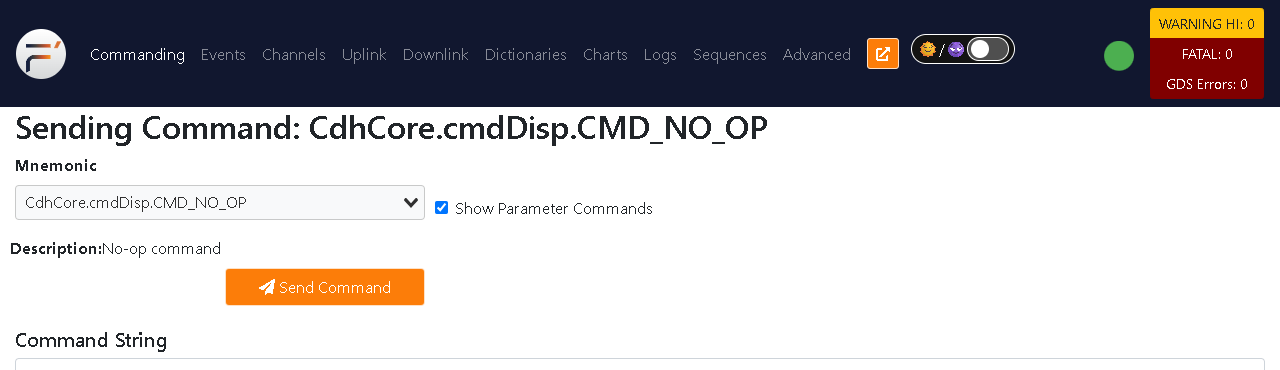 Commanding Events Channels Uplink Downlink Dictionaries Charts Logs Sequences Advanced /
WARNING HI: 0
FATAL: 0
GDS Errors: 0
Sending Command: CdhCore.cmdDisp.CMD_NO_OP
Mnemonic
CdhCore.cmdDisp.CMD_NO_OP
Show Parameter Commands
Description:No-op command
Send Command
Command String